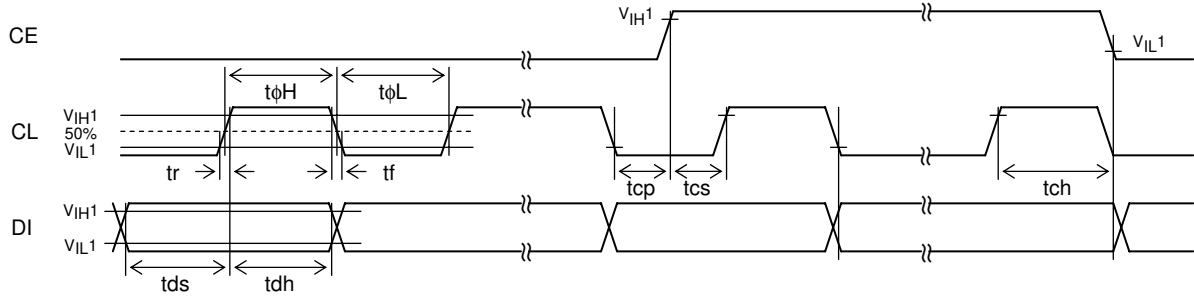 CE
VIH1
VIL1
tϕH
tϕL
CL
VIH1
50%
VIL1
tr
tf
tcp
tcs
tch
DI
VIH1
VIL1
tds
tdh